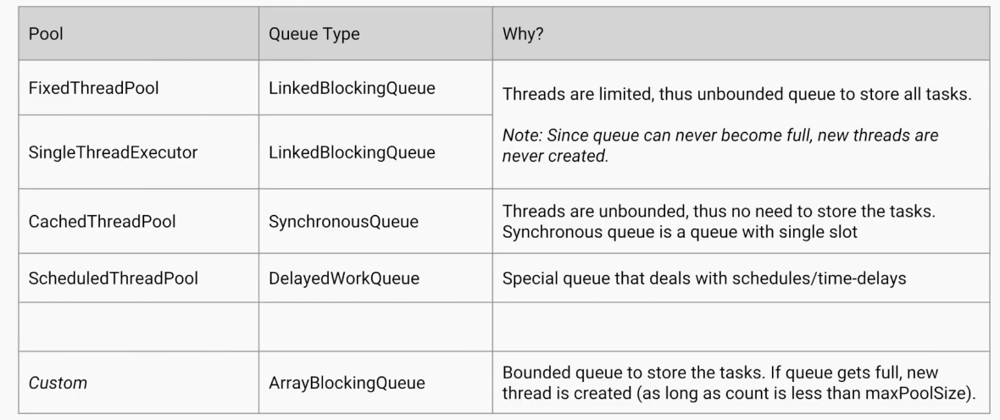 Pool
Queue Type
Why?
FixedThreadPool
LinkedBlockingQueue
Threads are limited, thus unbounded queue to store all tasks.
Note: Since queue can never become full, new threads are
never created.
SingleThreadExecutor
LinkedBlockingQueue
CachedThreadPool
SynchronousQueue
Threads are unbounded, thus no need to store the tasks.
Synchronous queue is a queue with single slot
ScheduledThreadPool
DelayedWorkQueue
Special queue that deals with schedules/time-delays
Custom
ArrayBlockingQueue
Bounded queue to store the tasks. If queue gets full, new
thread is created (as long as count is less than maxPoolSize).